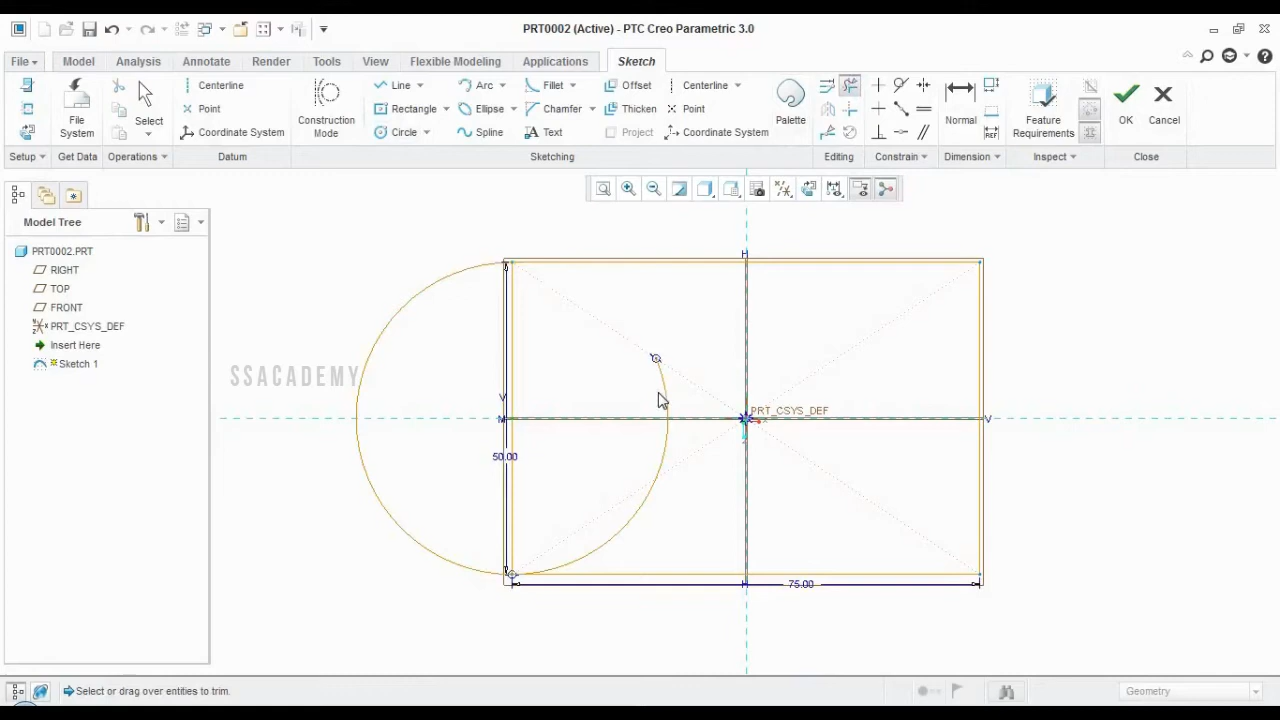 PRT0002 (Active) - PTC Creo Parametric 3.0
File Model Analysis Annotate Render Tools View Flexible Modeling Applications Sketch
Centerline Line Arc Fillet Offset Centerline
Point Rectangle Ellipse Chamfer Thicken Point
Coordinate System Circle Spline Text Project Coordinate System
File System Select Construction Mode Palette Normal Feature Requirements OK Cancel
Setup Get Data Operations Datum Sketching Editing Constrain Dimension Inspect Close
Model Tree
PRT0002.PRT
RIGHT
TOP
FRONT
PRT_CSYS_DEF
Insert Here
Sketch 1
SSACADEMY
H
V
M
PRT_CSYS_DEF
V
50.00
H
75.00
Select or drag over entities to trim.
Geometry